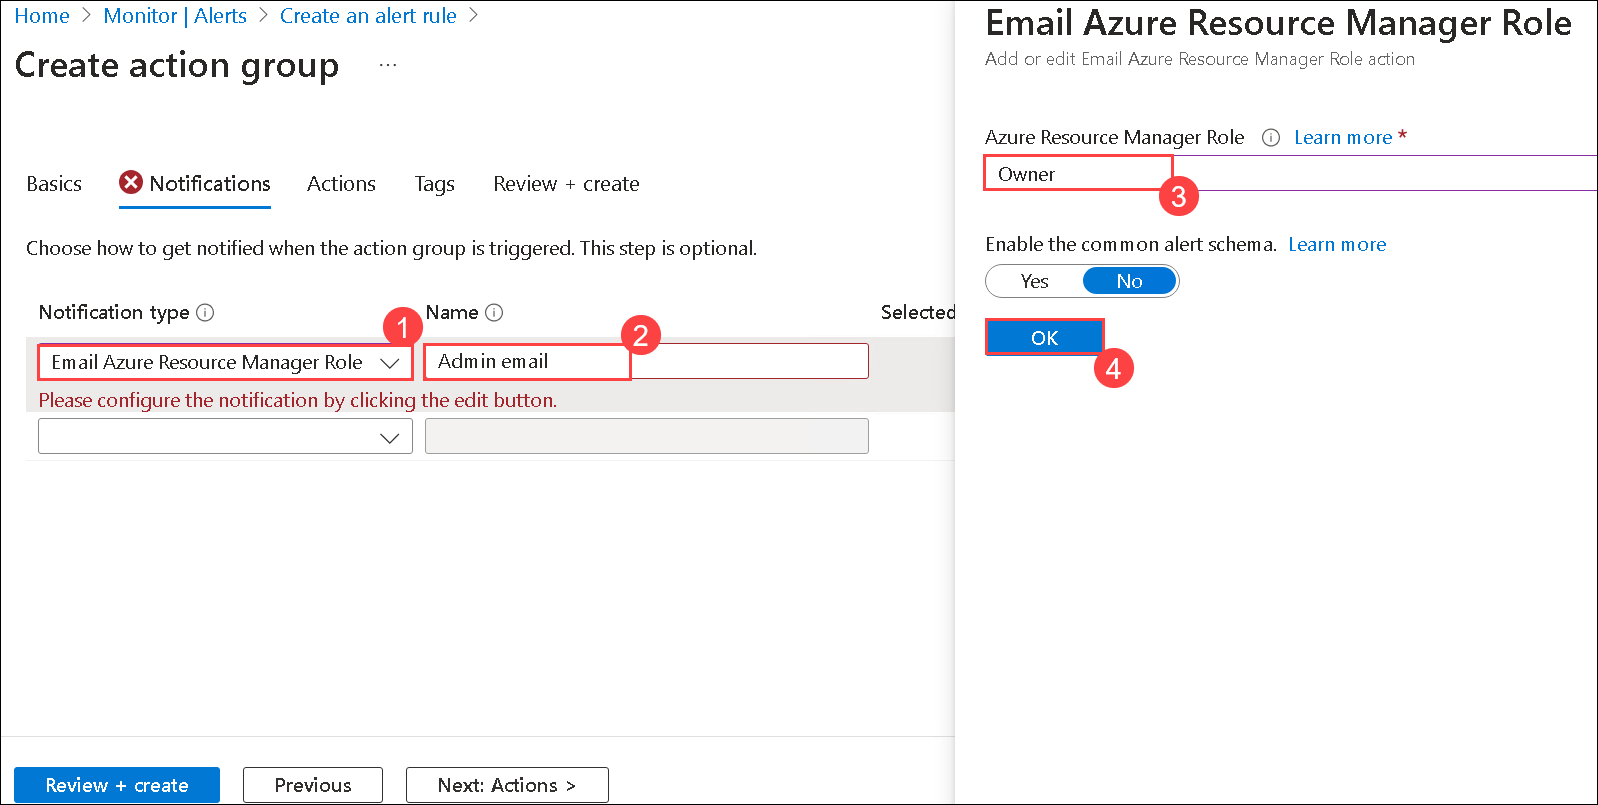 Home > Monitor | Alerts > Create an alert rule >
Create action group ...
Basics Notifications Actions Tags Review + create
Choose how to get notified when the action group is triggered. This step is optional.
Notification type Name Selected
1
2
Email Azure Resource Manager Role Admin email
Please configure the notification by clicking the edit button.
Review + create Previous Next: Actions >
Email Azure Resource Manager Role
Add or edit Email Azure Resource Manager Role action
Azure Resource Manager Role Learn more *
Owner
3
Enable the common alert schema. Learn more
Yes No
OK
4